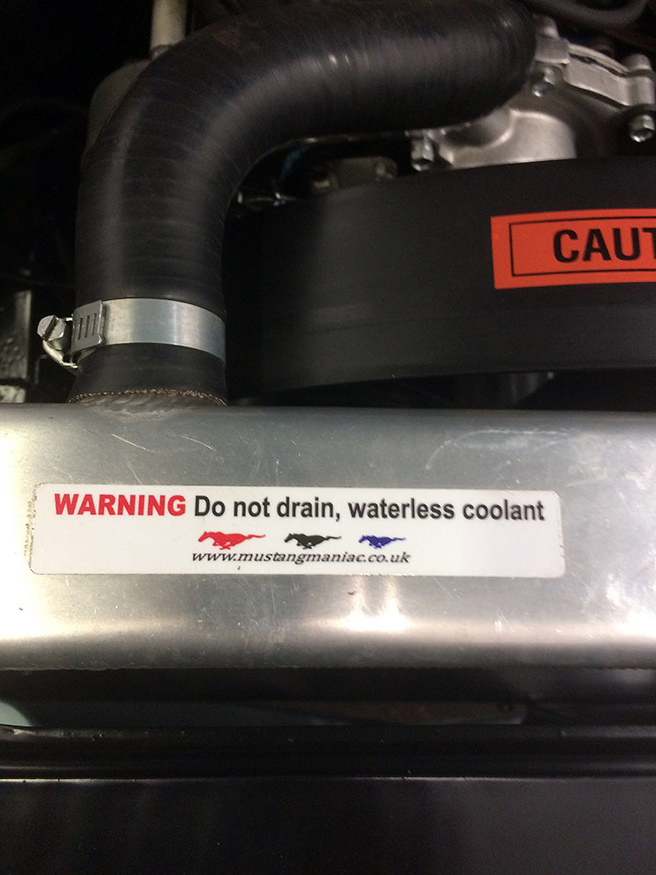 CAUT
WARNING Do not drain, waterless coolant
www.mustangmaniac.co.uk